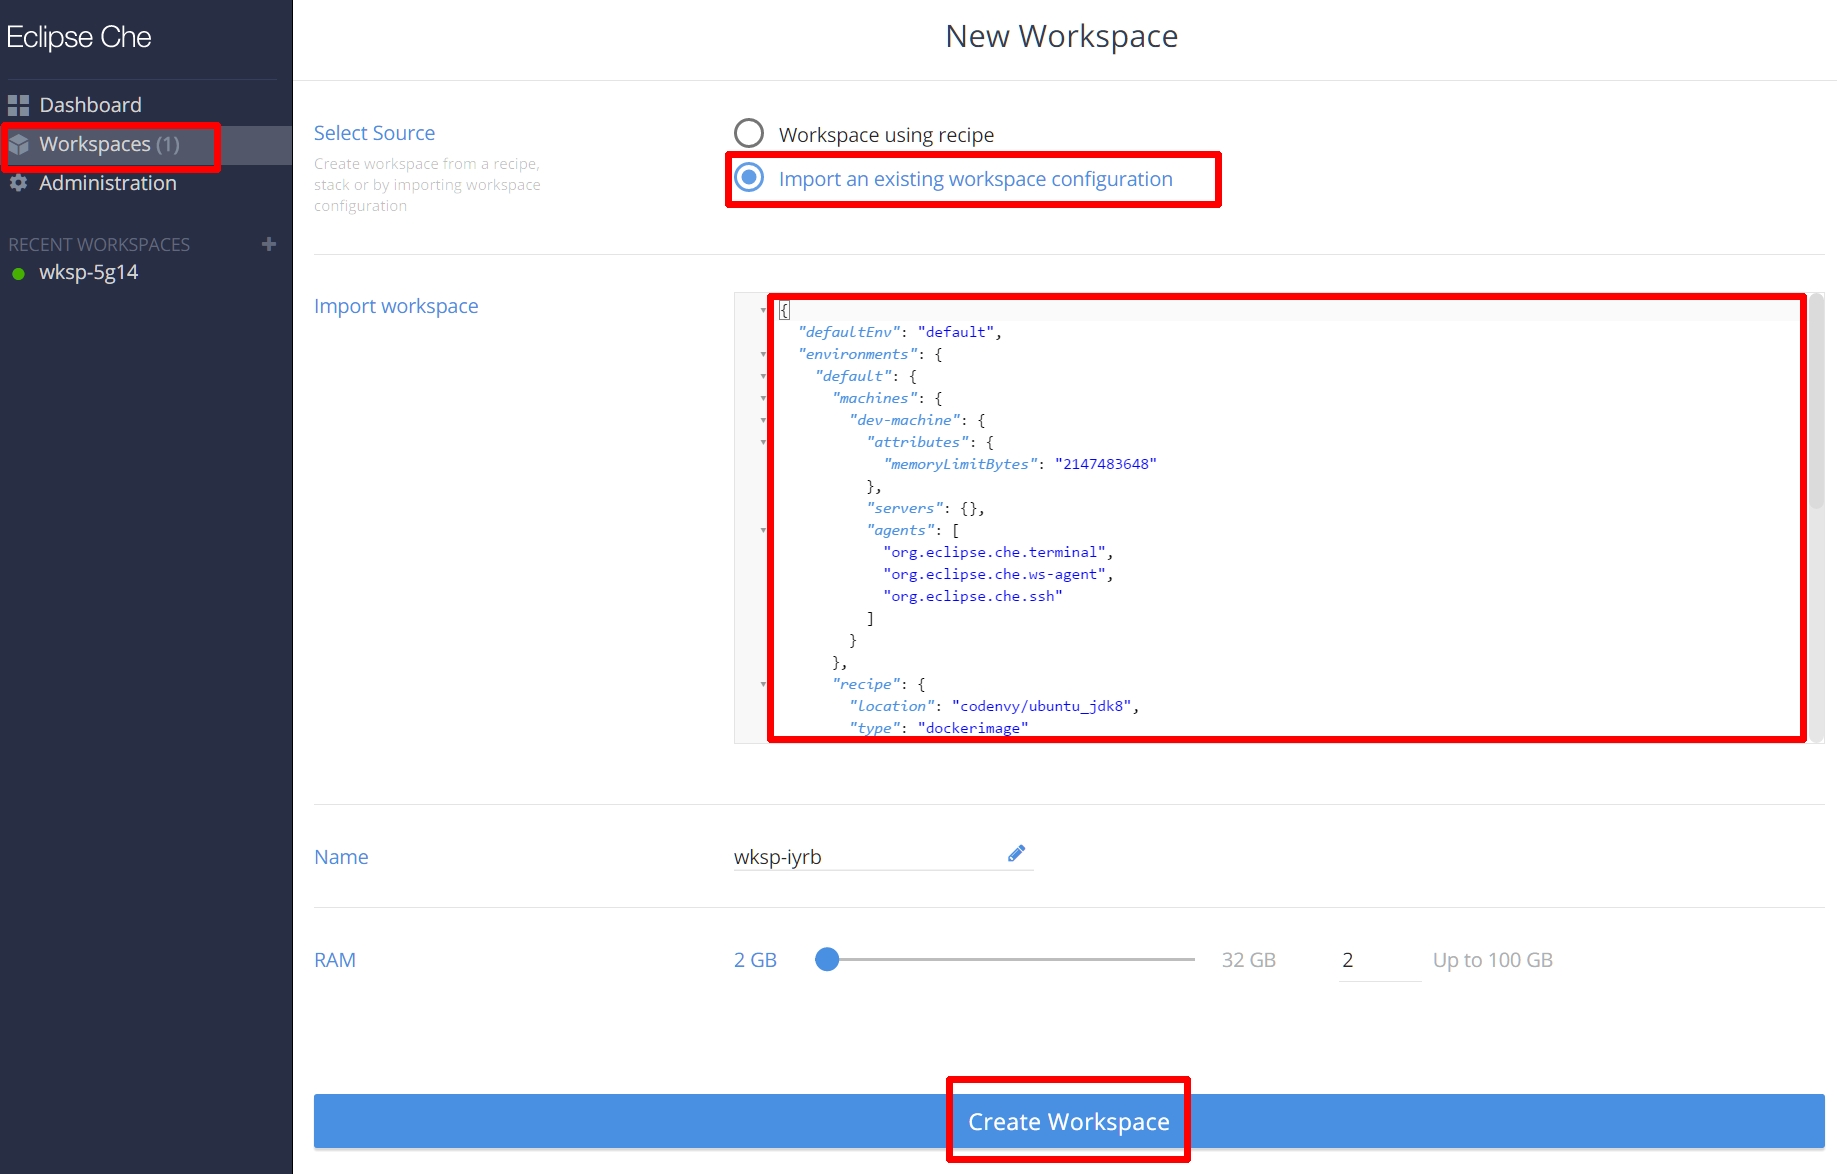 Eclipse Che
Dashboard
Workspaces (1)
Administration
RECENT WORKSPACES
wksp-5g14
New Workspace
Select Source
Create workspace from a recipe,
stack or by importing workspace
configuration
Workspace using recipe
Import an existing workspace configuration
Import workspace
{
"defaultEnv": "default",
"environments": {
"default": {
"machines": {
"dev-machine": {
"attributes": {
"memoryLimitBytes": "2147483648"
},
"servers": {},
"agents": [
"org.eclipse.che.terminal",
"org.eclipse.che.ws-agent",
"org.eclipse.che.ssh"
]
}
},
"recipe": {
"location": "codenvy/ubuntu_jdk8",
"type": "dockerimage"
Name
wksp-iyrb
RAM
2 GB
32 GB
2
Up to 100 GB
Create Workspace